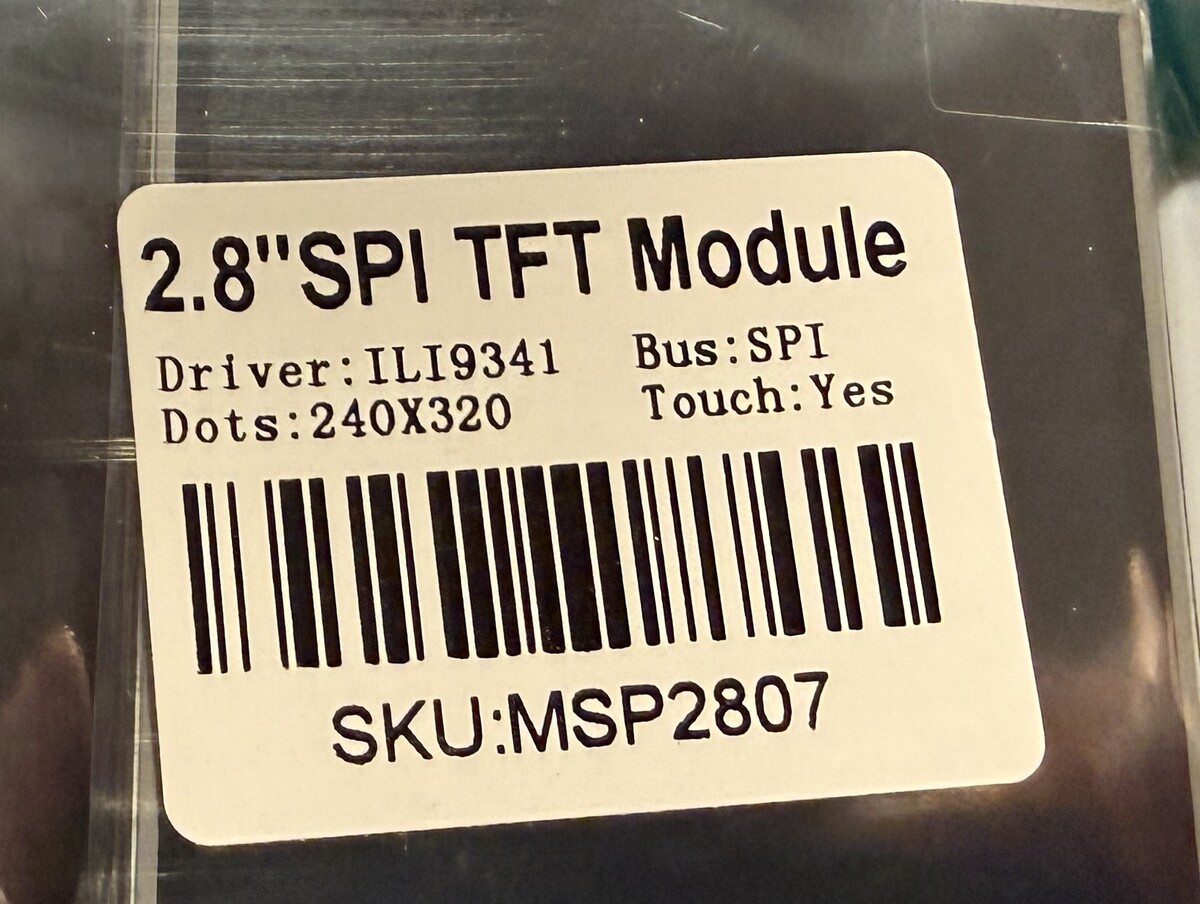 2.8"SPI TFT Module
Driver:ILI9341 Bus:SPI
Dots:240X320 Touch:Yes
SKU:MSP2807